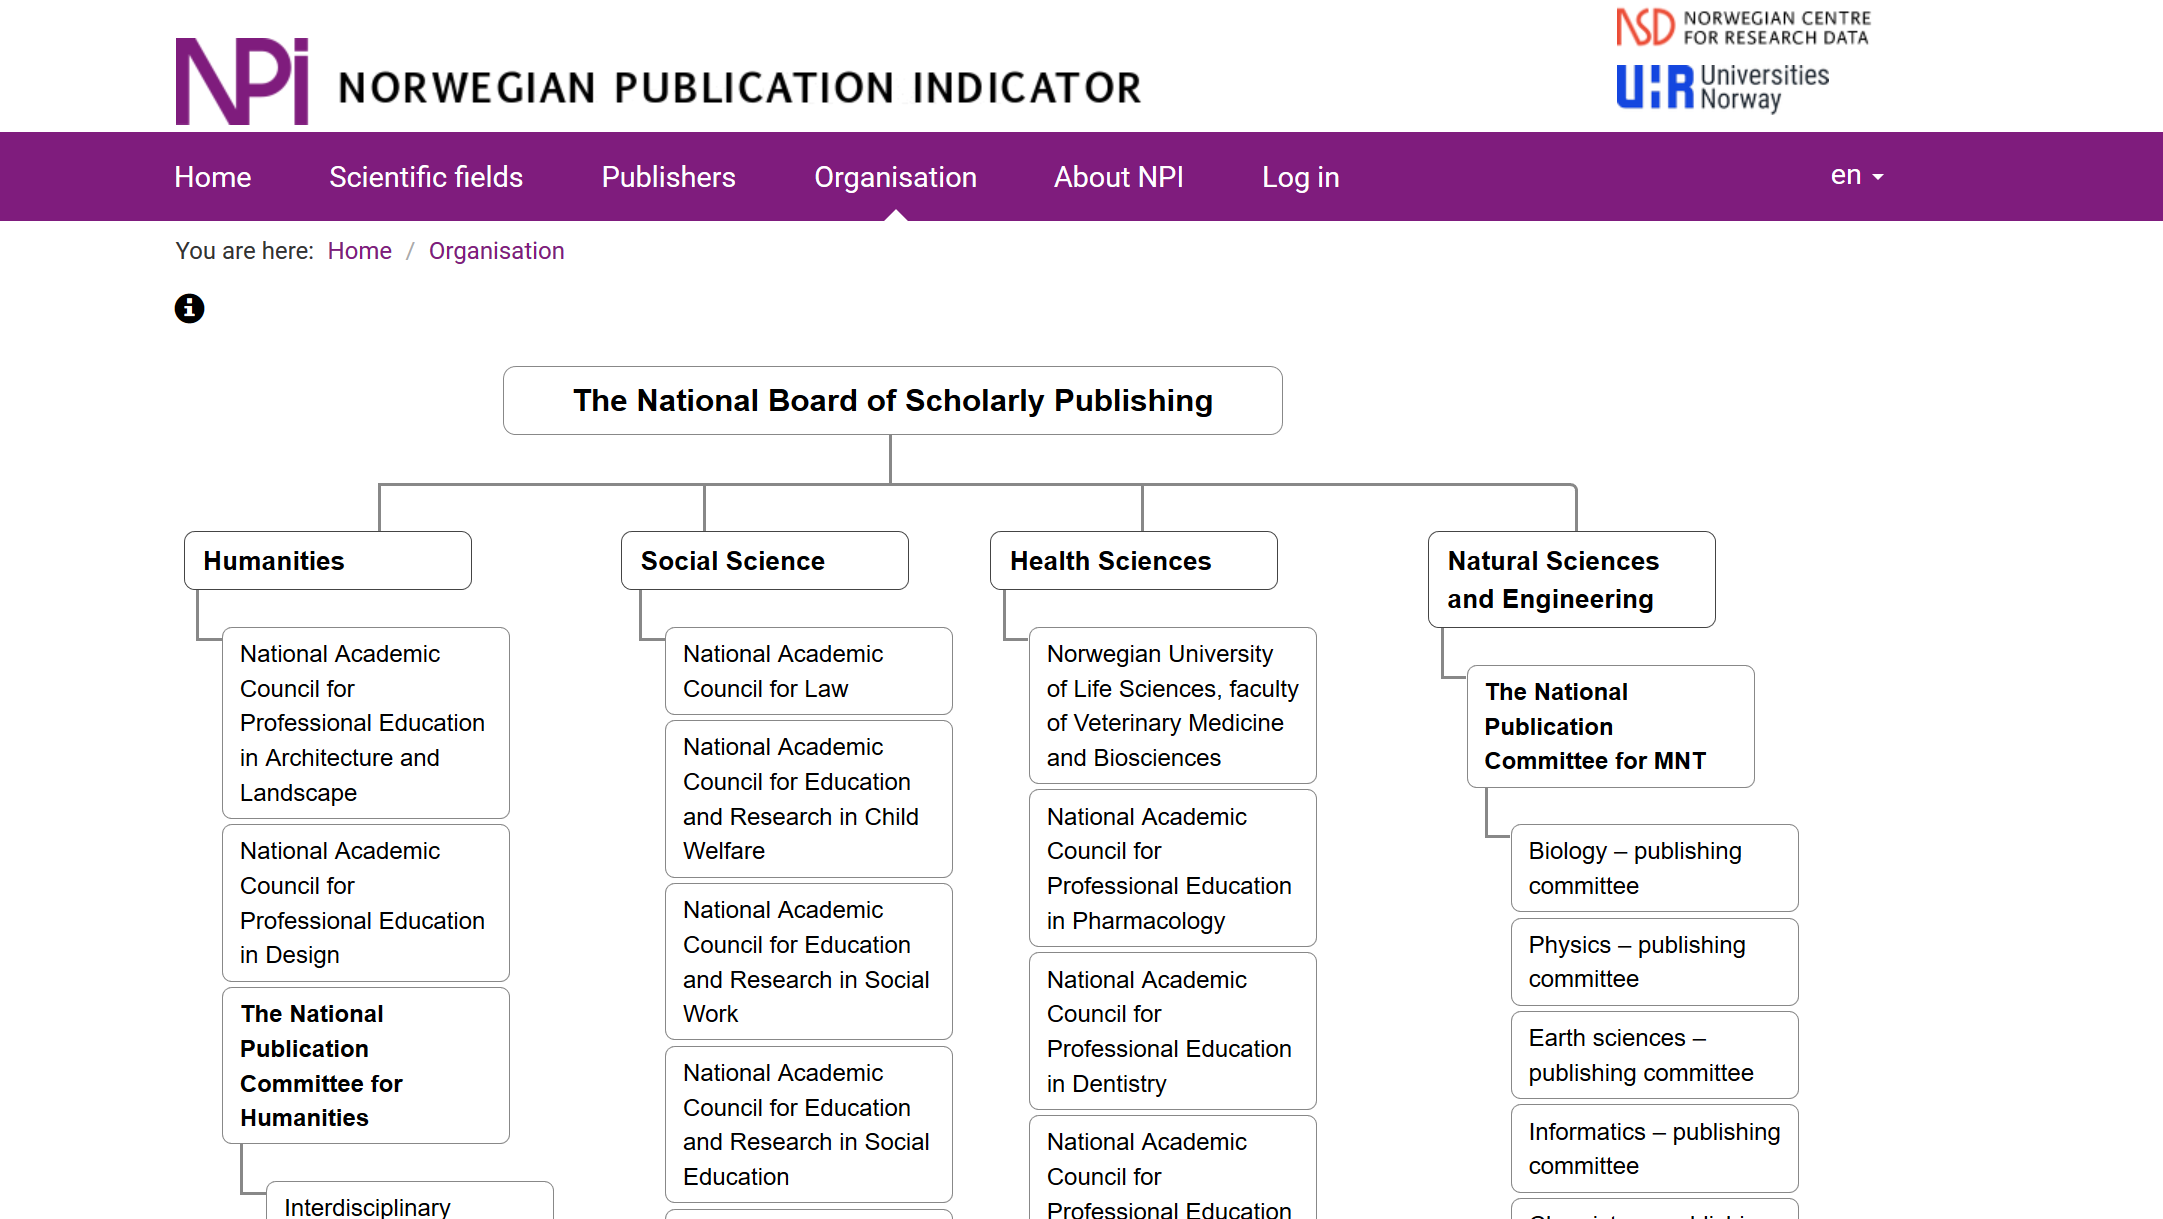 NPi NORWEGIAN PUBLICATION INDICATOR
NSD NORWEGIAN CENTRE
FOR RESEARCH DATA
UHR Universities
Norway
Home
Scientific fields
Publishers
Organisation
About NPI
Log in
en
You are here: Home / Organisation
The National Board of Scholarly Publishing
Humanities
National Academic
Council for
Professional Education
in Architecture and
Landscape
National Academic
Council for
Professional Education
in Design
The National
Publication
Committee for
Humanities
Interdisciplinary
Social Science
National Academic
Council for Law
National Academic
Council for Education
and Research in Child
Welfare
National Academic
Council for Education
and Research in Social
Work
National Academic
Council for Education
and Research in Social
Education
Health Sciences
Norwegian University
of Life Sciences, faculty
of Veterinary Medicine
and Biosciences
National Academic
Council for
Professional Education
in Pharmacology
National Academic
Council for
Professional Education
in Dentistry
National Academic
Council for
Professional Education
Natural Sciences
and Engineering
The National
Publication
Committee for MNT
Biology – publishing
committee
Physics – publishing
committee
Earth sciences –
publishing committee
Informatics – publishing
committee